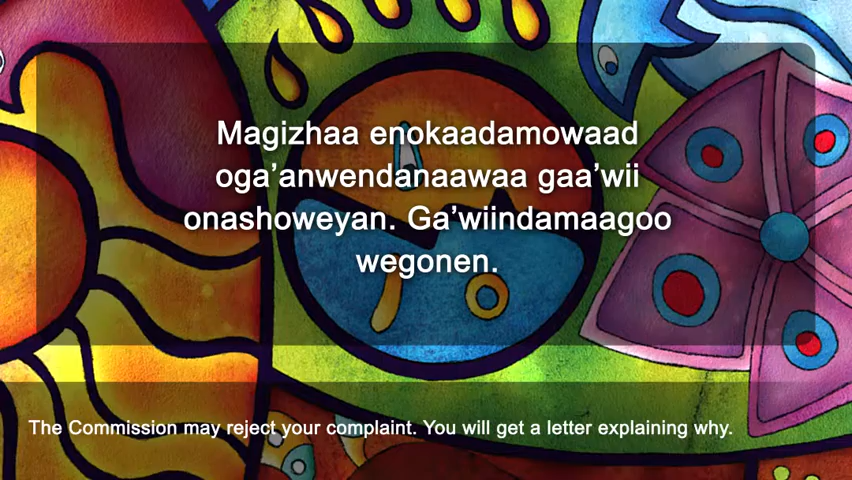 Magizhaa enokaadamowaad
oga’anwendanaawaa gaa’wii
onashoweyan. Ga’wiindamaagoo
wegonen.
The Commission may reject your complaint. You will get a letter explaining why.